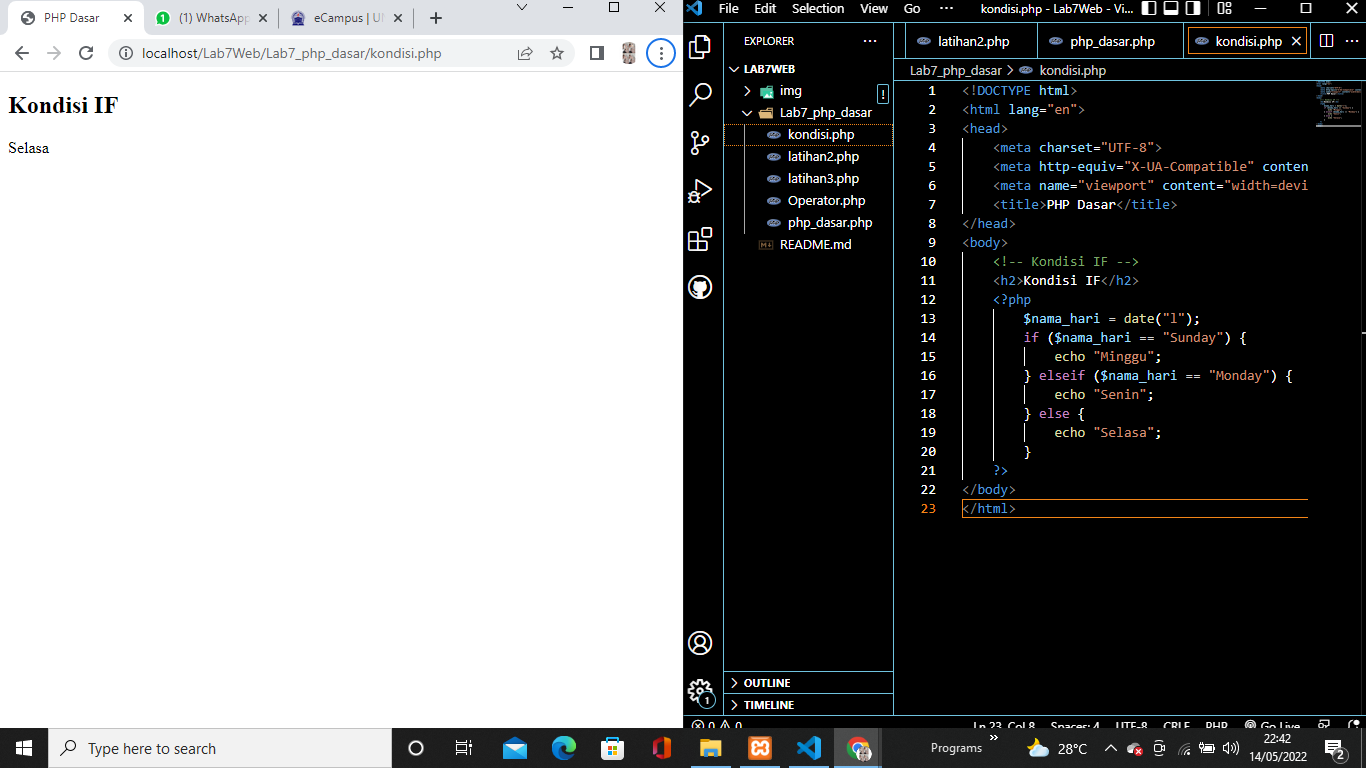 PHP Dasar
(1) WhatsApp
eCampus | UN
localhost/Lab7Web/Lab7_php_dasar/kondisi.php
Kondisi IF
Selasa
File Edit Selection View Go ··· kondisi.php - Lab7Web - Vi...
EXPLORER ···
LAB7WEB
img
Lab7_php_dasar
kondisi.php
latihan2.php
latihan3.php
Operator.php
php_dasar.php
README.md
OUTLINE
TIMELINE
latihan2.php php_dasar.php kondisi.php
Lab7_php_dasar > kondisi.php
1 <!DOCTYPE html>
2 <html lang="en">
3 <head>
4 <meta charset="UTF-8">
5 <meta http-equiv="X-UA-Compatible" conten
6 <meta name="viewport" content="width=devi
7 <title>PHP Dasar</title>
8 </head>
9 <body>
10 <!-- Kondisi IF -->
11 <h2>Kondisi IF</h2>
12 <?php
13 $nama_hari = date("l");
14 if ($nama_hari == "Sunday") {
15 echo "Minggu";
16 } elseif ($nama_hari == "Monday") {
17 echo "Senin";
18 } else {
19 echo "Selasa";
20 }
21 ?>
22 </body>
23 </html>
1
0 0 Ln 23, Col 8 Spaces: 4 UTF-8 CRLF PHP Go Live
Type here to search
Programs
28°C
22:42
14/05/2022
2